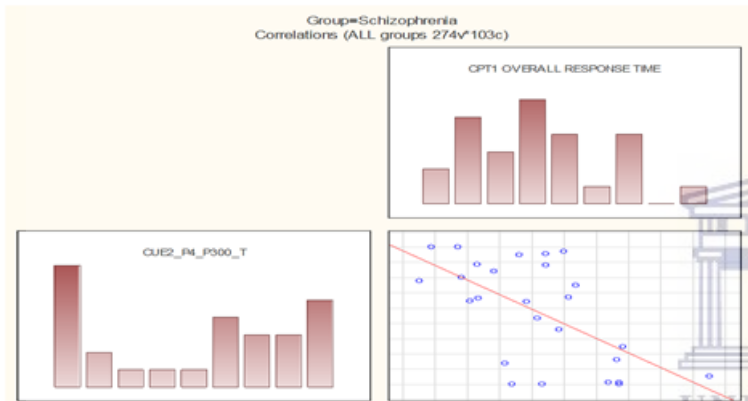 Group=Schizophrenia
Correlations (ALL groups 274v*103c)
CPT1 OVERALL RESPONSE TIME
CUE2_P4_P300_T